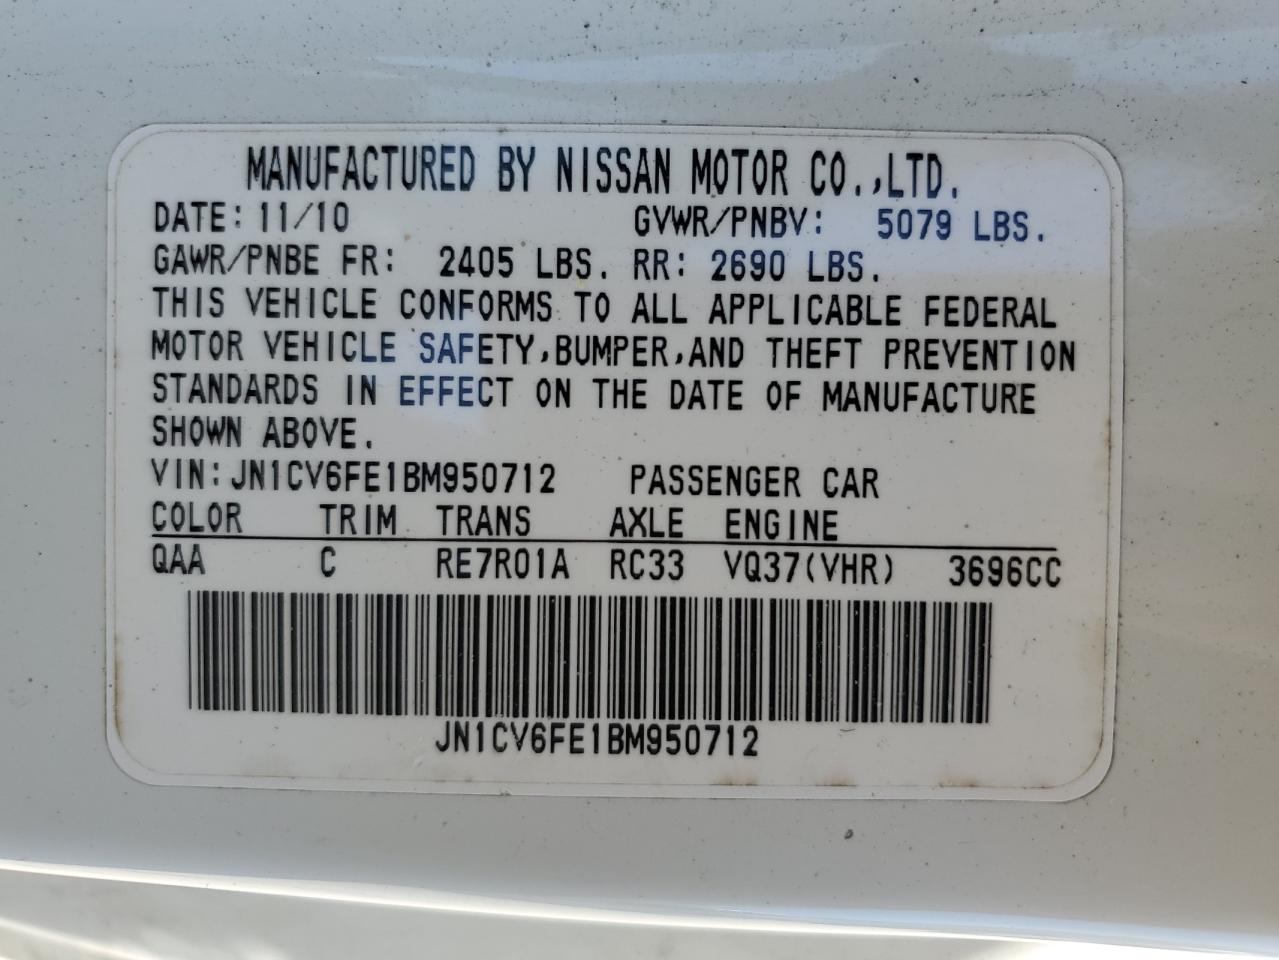 MANUFACTURED BY NISSAN MOTOR CO.,LTD.
DATE: 11/10 GVWR/PNBV: 5079 LBS.
GAWR/PNBE FR: 2405 LBS. RR: 2690 LBS.
THIS VEHICLE CONFORMS TO ALL APPLICABLE FEDERAL
MOTOR VEHICLE SAFETY,BUMPER,AND THEFT PREVENTION
STANDARDS IN EFFECT ON THE DATE OF MANUFACTURE
SHOWN ABOVE.
VIN: JN1CV6FE1BM950712 PASSENGER CAR
COLOR TRIM TRANS AXLE ENGINE
QAA C RE7R01A RC33 VQ37(VHR) 3696CC
JN1CV6FE1BM950712